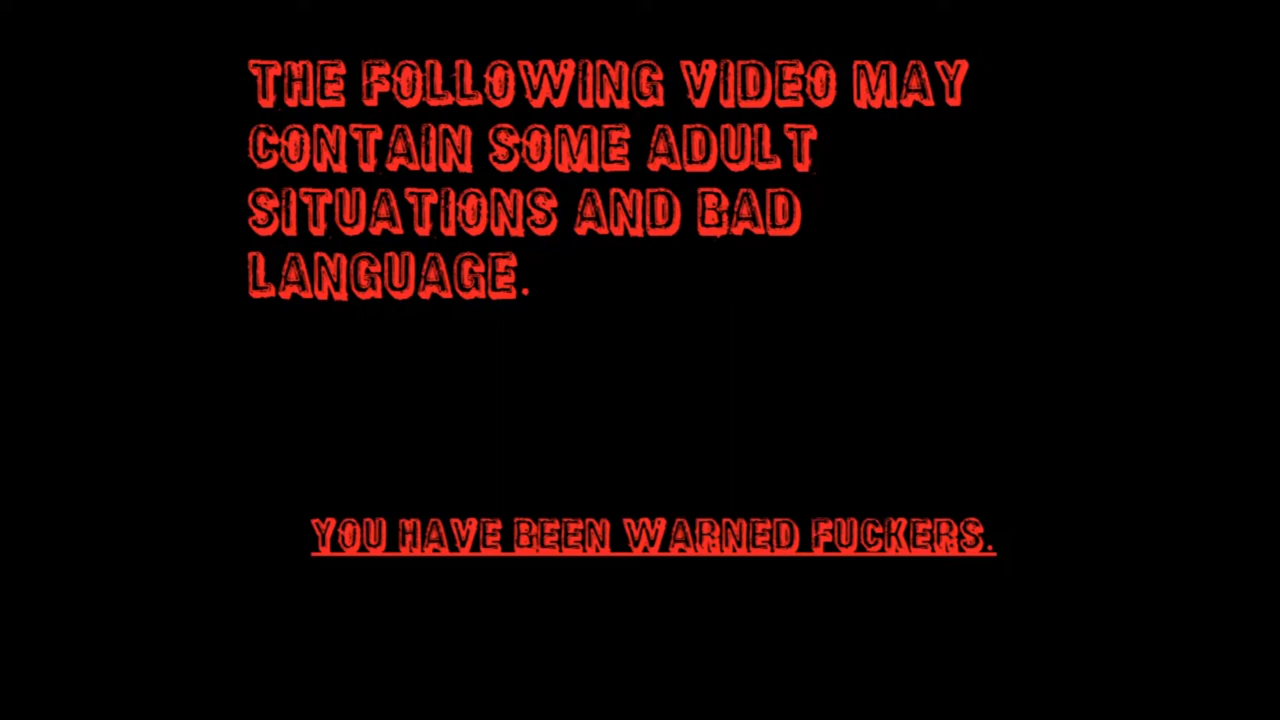 THE FOLLOWING VIDEO MAY
CONTAIN SOME ADULT
SITUATIONS AND BAD
LANGUAGE.
YOU HAVE BEEN WARNED FUCKERS.